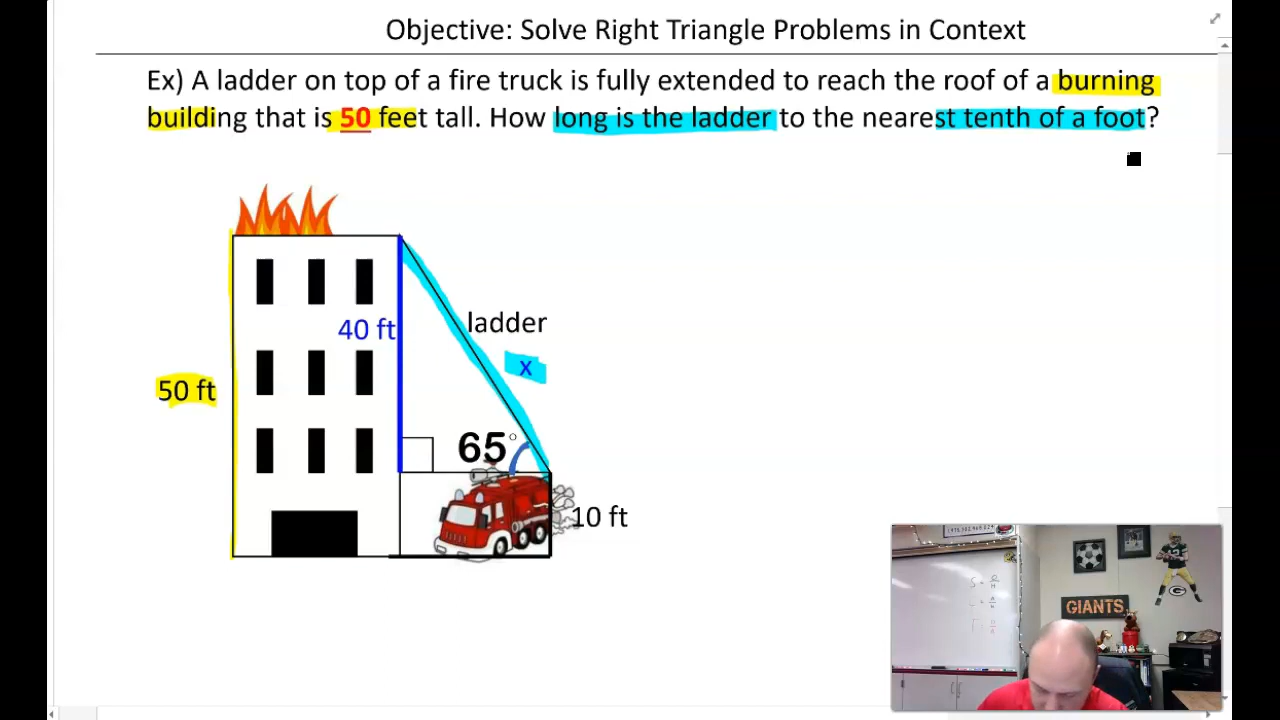 Objective: Solve Right Triangle Problems in Context
Ex) A ladder on top of a fire truck is fully extended to reach the roof of a burning
building that is 50 feet tall. How long is the ladder to the nearest tenth of a foot?
40 ft
ladder
x
50 ft
65°
10 ft
GIANTS
G